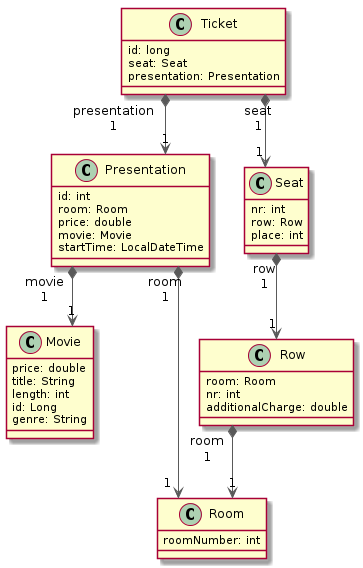 C Ticket
id: long
seat: Seat
presentation: Presentation
presentation
1
seat
1
1
1
C Presentation
id: int
room: Room
price: double
movie: Movie
startTime: LocalDateTime
C Seat
nr: int
row: Row
place: int
movie
1
room
1
row
1
1
1
C Movie
price: double
title: String
length: int
id: Long
genre: String
C Row
room: Room
nr: int
additionalCharge: double
room
1
1
1
C Room
roomNumber: int